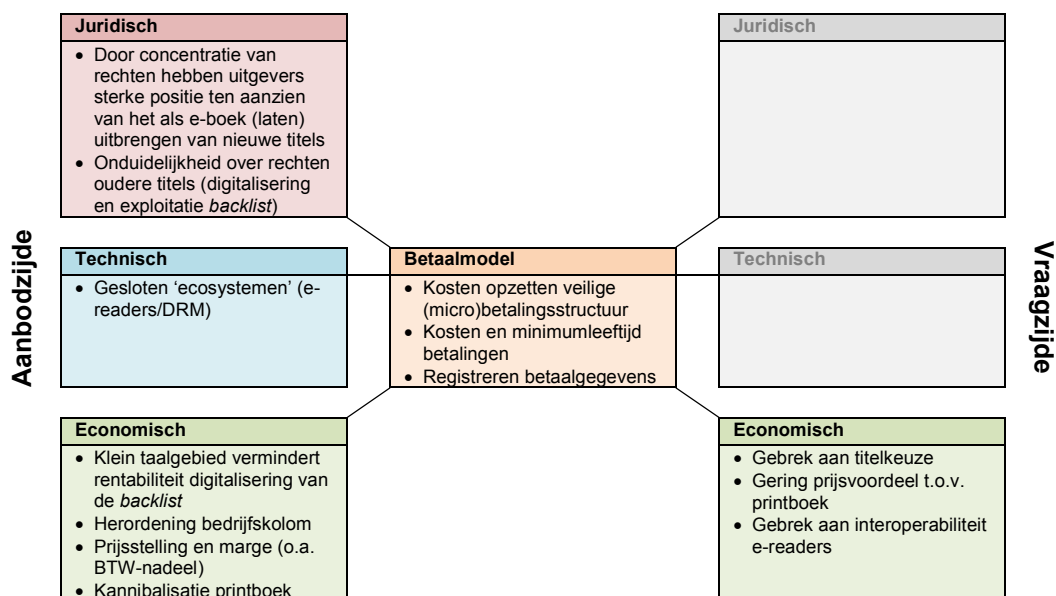 Aanbodzijde
Juridisch
• Door concentratie van
rechten hebben uitgevers
sterke positie ten aanzien
van het als e-boek (laten)
uitbrengen van nieuwe titels
• Onduidelijkheid over rechten
oudere titels (digitalisering
en exploitatie backlist)
Technisch
• Gesloten ‘ecosystemen’ (e-
readers/DRM)
Economisch
• Klein taalgebied vermindert
rentabiliteit digitalisering van
de backlist
• Herordening bedrijfskolom
• Prijsstelling en marge (o.a.
BTW-nadeel)
• Kannibalisatie printboek
Betaalmodel
• Kosten opzetten veilige
(micro)betalingsstructuur
• Kosten en minimumleeftijd
betalingen
• Registreren betaalgegevens
Vraagzijde
Juridisch
Technisch
Economisch
• Gebrek aan titelkeuze
• Gering prijsvoordeel t.o.v.
printboek
• Gebrek aan interoperabiliteit
e-readers